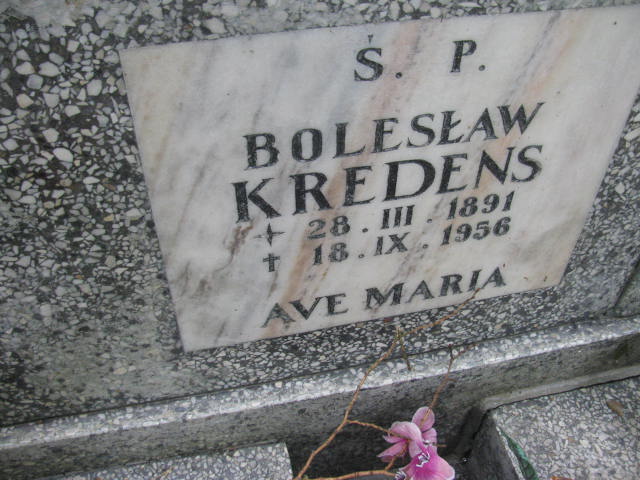 Ś. P.
BOLESŁAW
KREDENS
28. III. 1891
✝ 18. IX. 1956
AVE MARIA